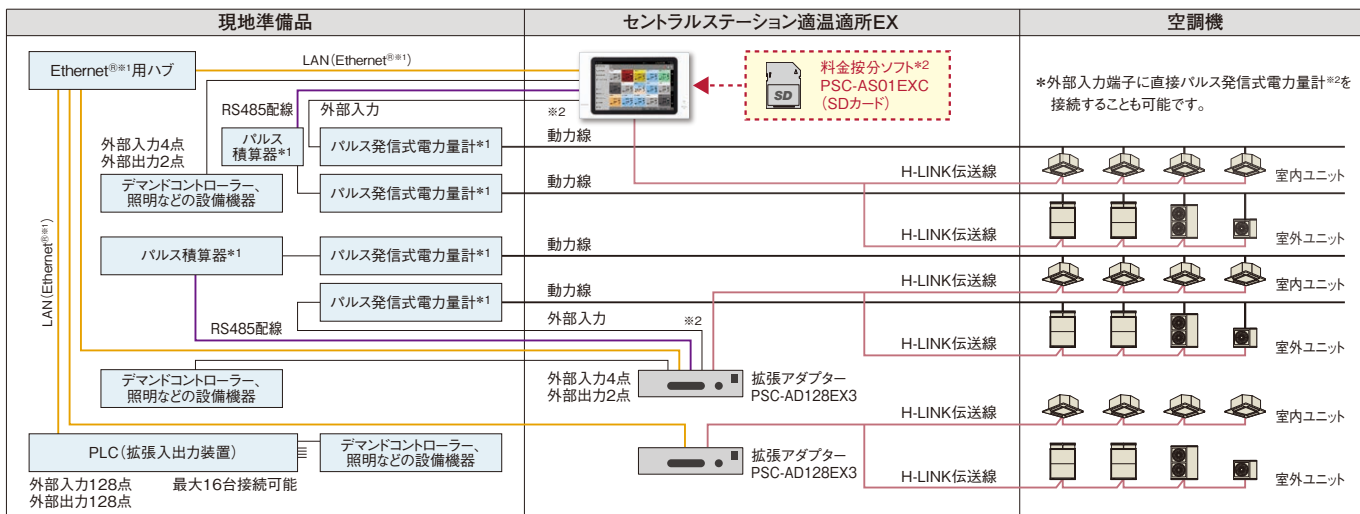 現地準備品
セントラルステーション適温適所EX
空調機
Ethernet®※1用ハブ
LAN(Ethernet®※1)
料金按分ソフト*2
PSC-AS01EXC
(SDカード)
SD
*外部入力端子に直接パルス発信式電力量計※2を
接続することも可能です。
RS485配線
外部入力
※2
動力線
外部入力4点
外部出力2点
パルス
積算器*1
パルス発信式電力量計*1
H-LINK伝送線
室内ユニット
デマンドコントローラー、
照明などの設備機器
パルス発信式電力量計*1
動力線
H-LINK伝送線
室外ユニット
LAN(Ethernet®※1)
パルス積算器*1
パルス発信式電力量計*1
動力線
H-LINK伝送線
室内ユニット
パルス発信式電力量計*1
動力線
RS485配線
外部入力
※2
H-LINK伝送線
室外ユニット
デマンドコントローラー、
照明などの設備機器
外部入力4点
外部出力2点
拡張アダプター
PSC-AD128EX3
H-LINK伝送線
室内ユニット
PLC(拡張入出力装置)
デマンドコントローラー、
照明などの設備機器
拡張アダプター
PSC-AD128EX3
H-LINK伝送線
室外ユニット
外部入力128点
外部出力128点
最大16台接続可能